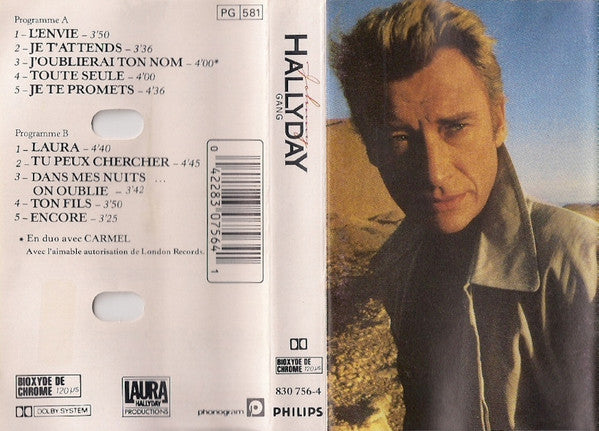 PG 581
Programme A
1 - L'ENVIE - 3'50
2 - JE T'ATTENDS - 3'36
3 - J'OUBLIERAI TON NOM - 4'00*
4 - TOUTE SEULE - 4'00
5 - JE TE PROMETS - 4'36
Programme B
1 - LAURA - 4'40
2 - TU PEUX CHERCHER - 4'45
3 - DANS MES NUITS ...
ON OUBLIE - 3'42
4 - TON FILS - 3'50
5 - ENCORE - 3'25
* En duo avec CARMEL
Avec l'aimable autorisation de London Records.
0 42283 07564 1
BIOXYDE DE
CHROME 120 µs
DOLBY SYSTEM
LAURA
HALLYDAY
PRODUCTIONS
phonogram
Johnny
HALLYDAY
GANG
BIOXYDE DE
CHROME 120 µs
830 756-4
PHILIPS